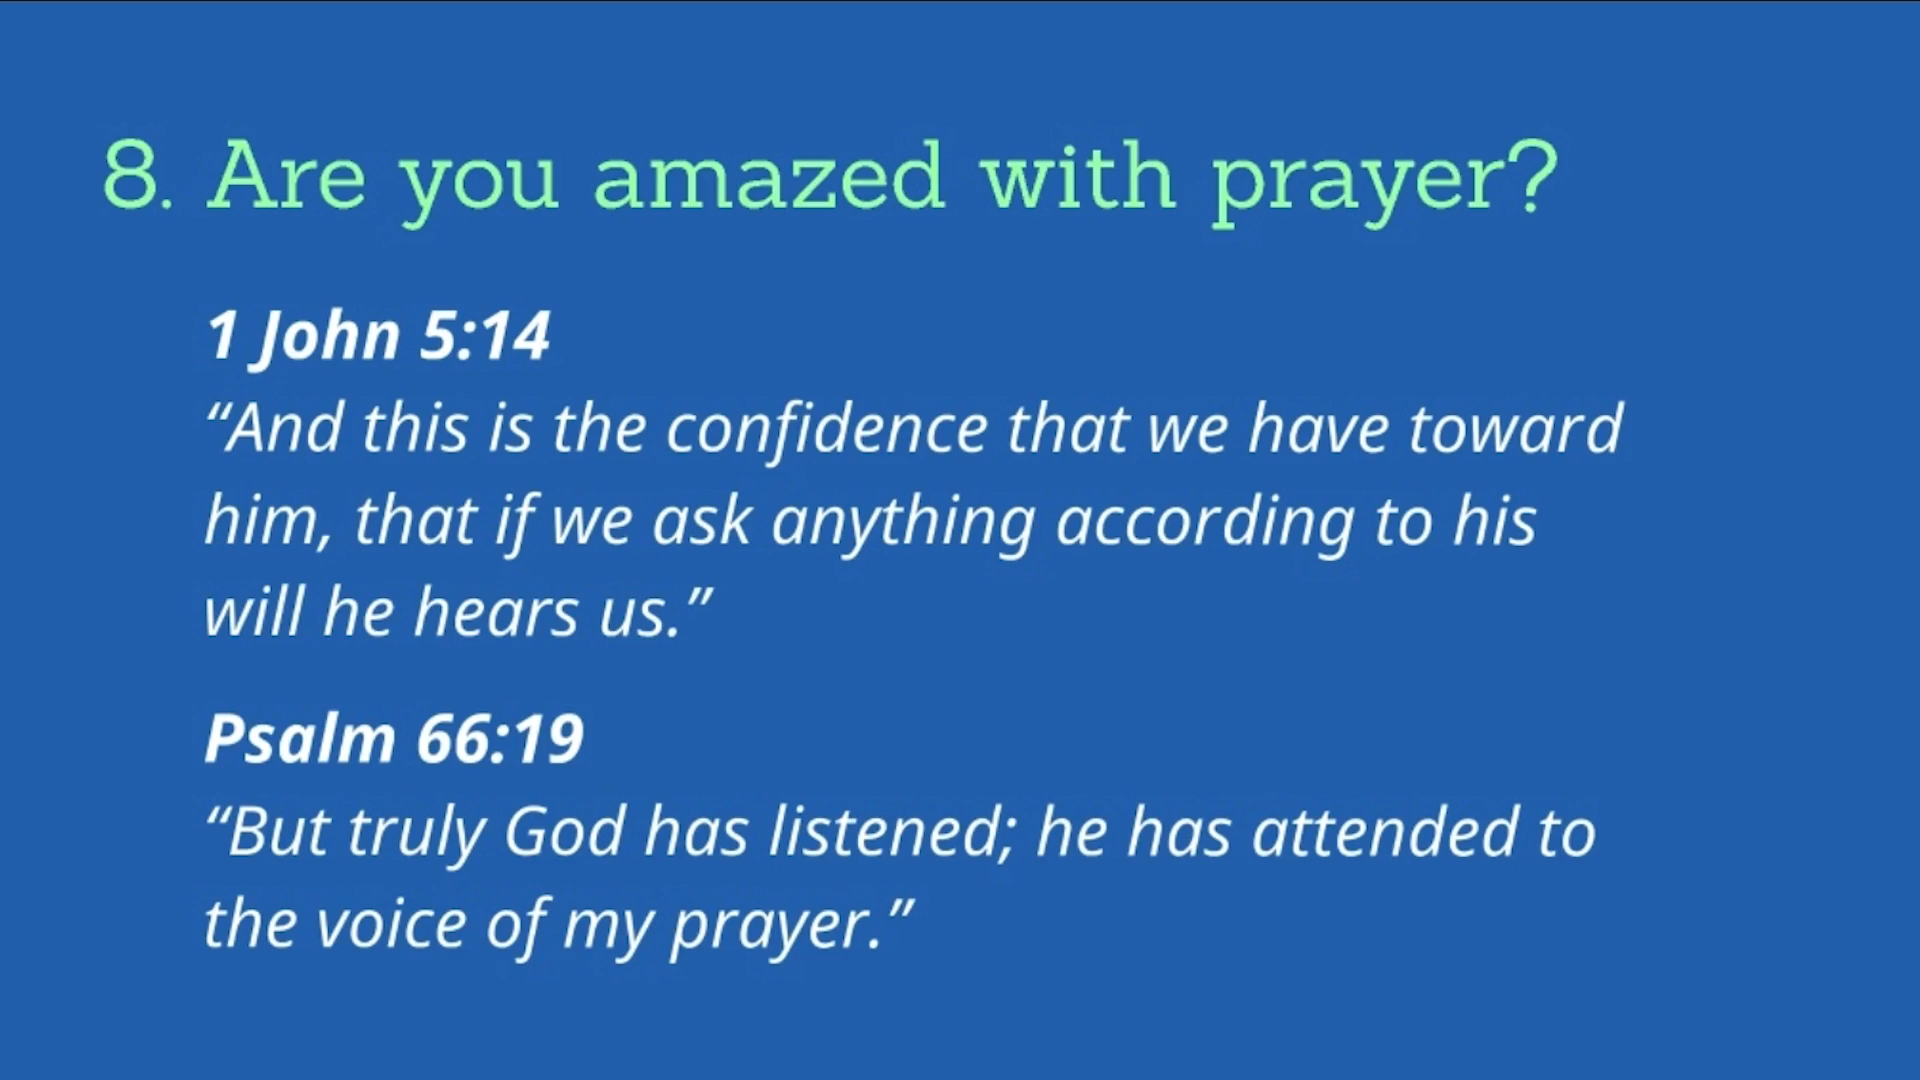 8. Are you amazed with prayer?
1 John 5:14
“And this is the confidence that we have toward
him, that if we ask anything according to his
will he hears us.”
Psalm 66:19
“But truly God has listened; he has attended to
the voice of my prayer.”